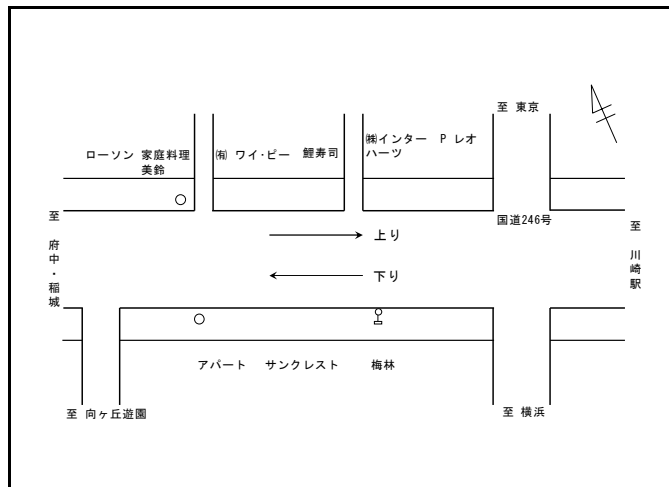 至 東京
ローソン 家庭料理
美鈴
㈲ ワイ・ピー
鯉寿司
㈱インター
ハーツ
P レオ
国道246号
至 府中・稲城
上り
下り
至 川崎駅
アパート
サンクレスト
梅林
至 向ヶ丘遊園
至 横浜